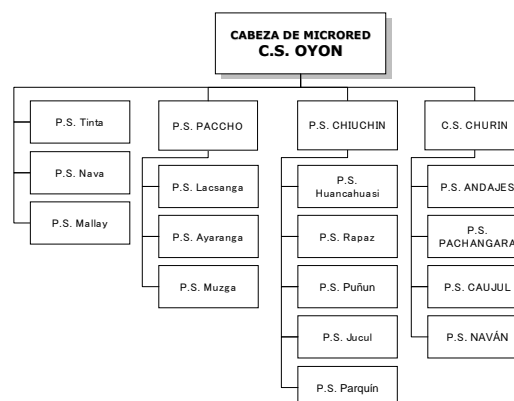 CABEZA DE MICRORED
C.S. OYON
P.S. Tinta
P.S. Nava
P.S. Mallay
P.S. PACCHO
P.S. Lacsanga
P.S. Ayaranga
P.S. Muzga
P.S. CHIUCHIN
P.S.
Huancahuasi
P.S. Rapaz
P.S. Puñun
P.S. Jucul
P.S. Parquín
C.S. CHURIN
P.S. ANDAJES
P.S.
PACHANGARA
P.S. CAUJUL
P.S. NAVÁN